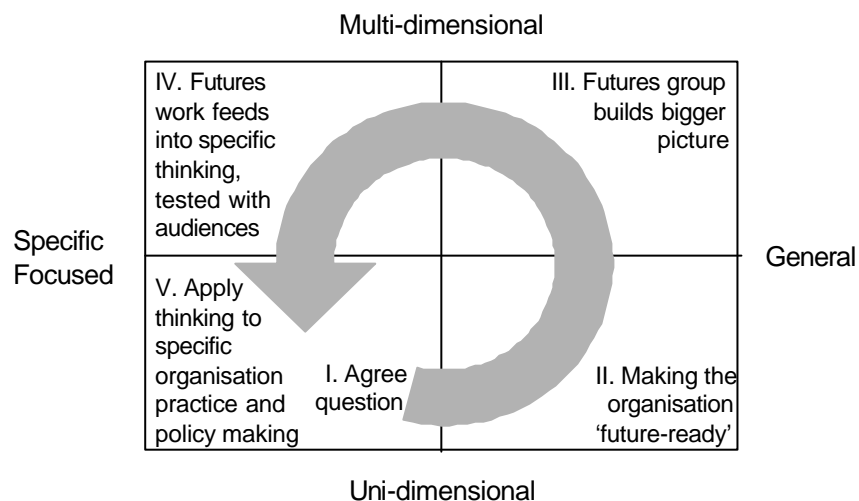 Multi-dimensional
IV. Futures
work feeds
into specific
thinking,
tested with
audiences
III. Futures group
builds bigger
picture
Specific
Focused
General
V. Apply
thinking to
specific
organisation
practice and
policy making
I. Agree
question
II. Making the
organisation
‘future-ready’
Uni-dimensional